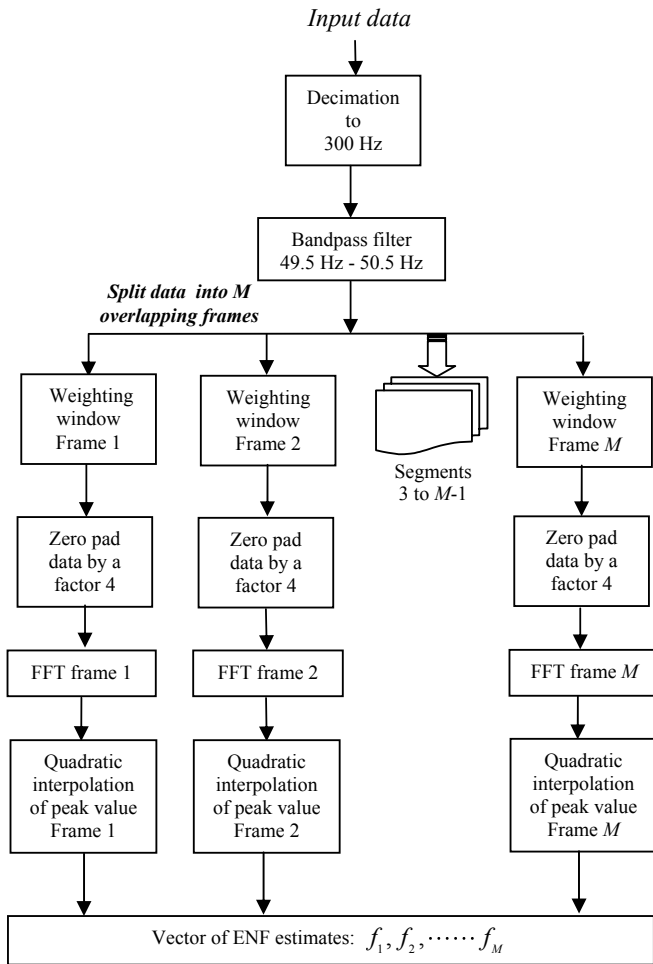 Input data
Decimation
to
300 Hz
Bandpass filter
49.5 Hz - 50.5 Hz
Split data into M
overlapping frames
Weighting
window
Frame 1
Weighting
window
Frame 2
Segments
3 to M-1
Weighting
window
Frame M
Zero pad
data by a
factor 4
Zero pad
data by a
factor 4
Zero pad
data by a
factor 4
FFT frame 1
FFT frame 2
FFT frame M
Quadratic
interpolation
of peak value
Frame 1
Quadratic
interpolation
of peak value
Frame 2
Quadratic
interpolation
of peak value
Frame M
Vector of ENF estimates: f₁, f₂, ⋯⋯ f_M